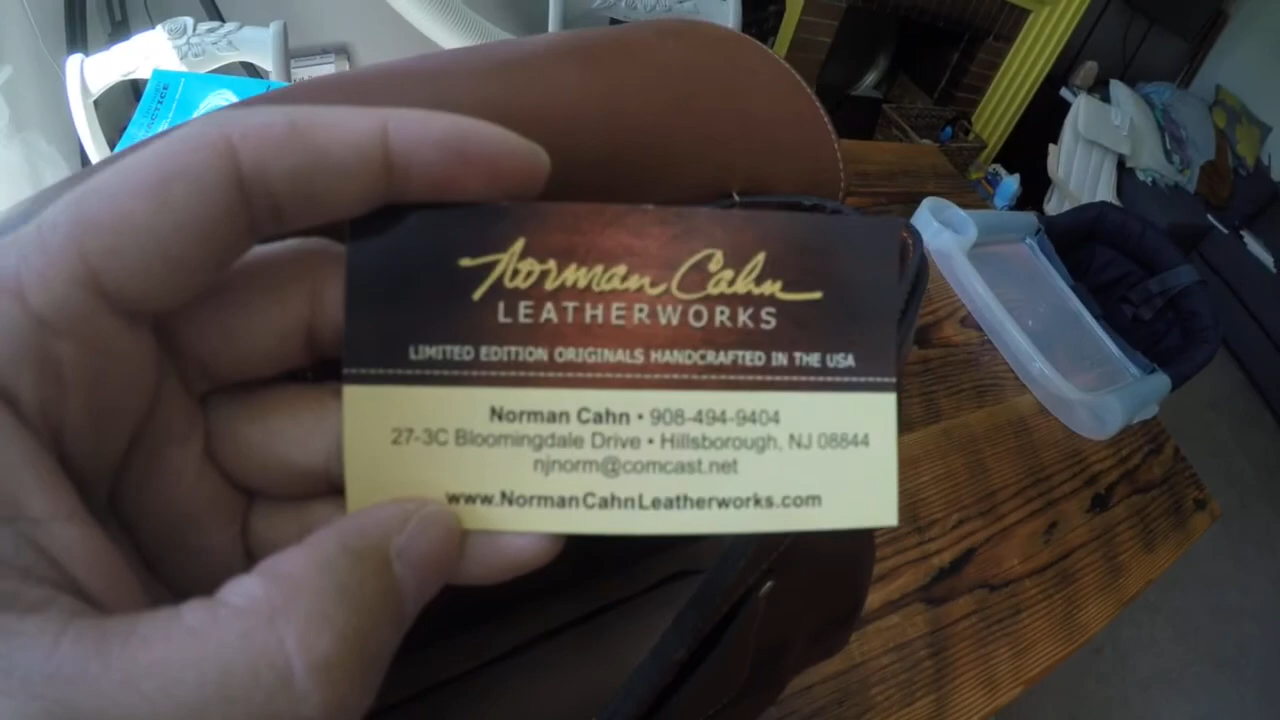 PRACTICE
Norman Cahn
LEATHERWORKS
LIMITED EDITION ORIGINALS HANDCRAFTED IN THE USA
Norman Cahn • 908-494-9404
27-3C Bloomingdale Drive • Hillsborough, NJ 08844
njnorm@comcast.net
www.NormanCahnLeatherworks.com